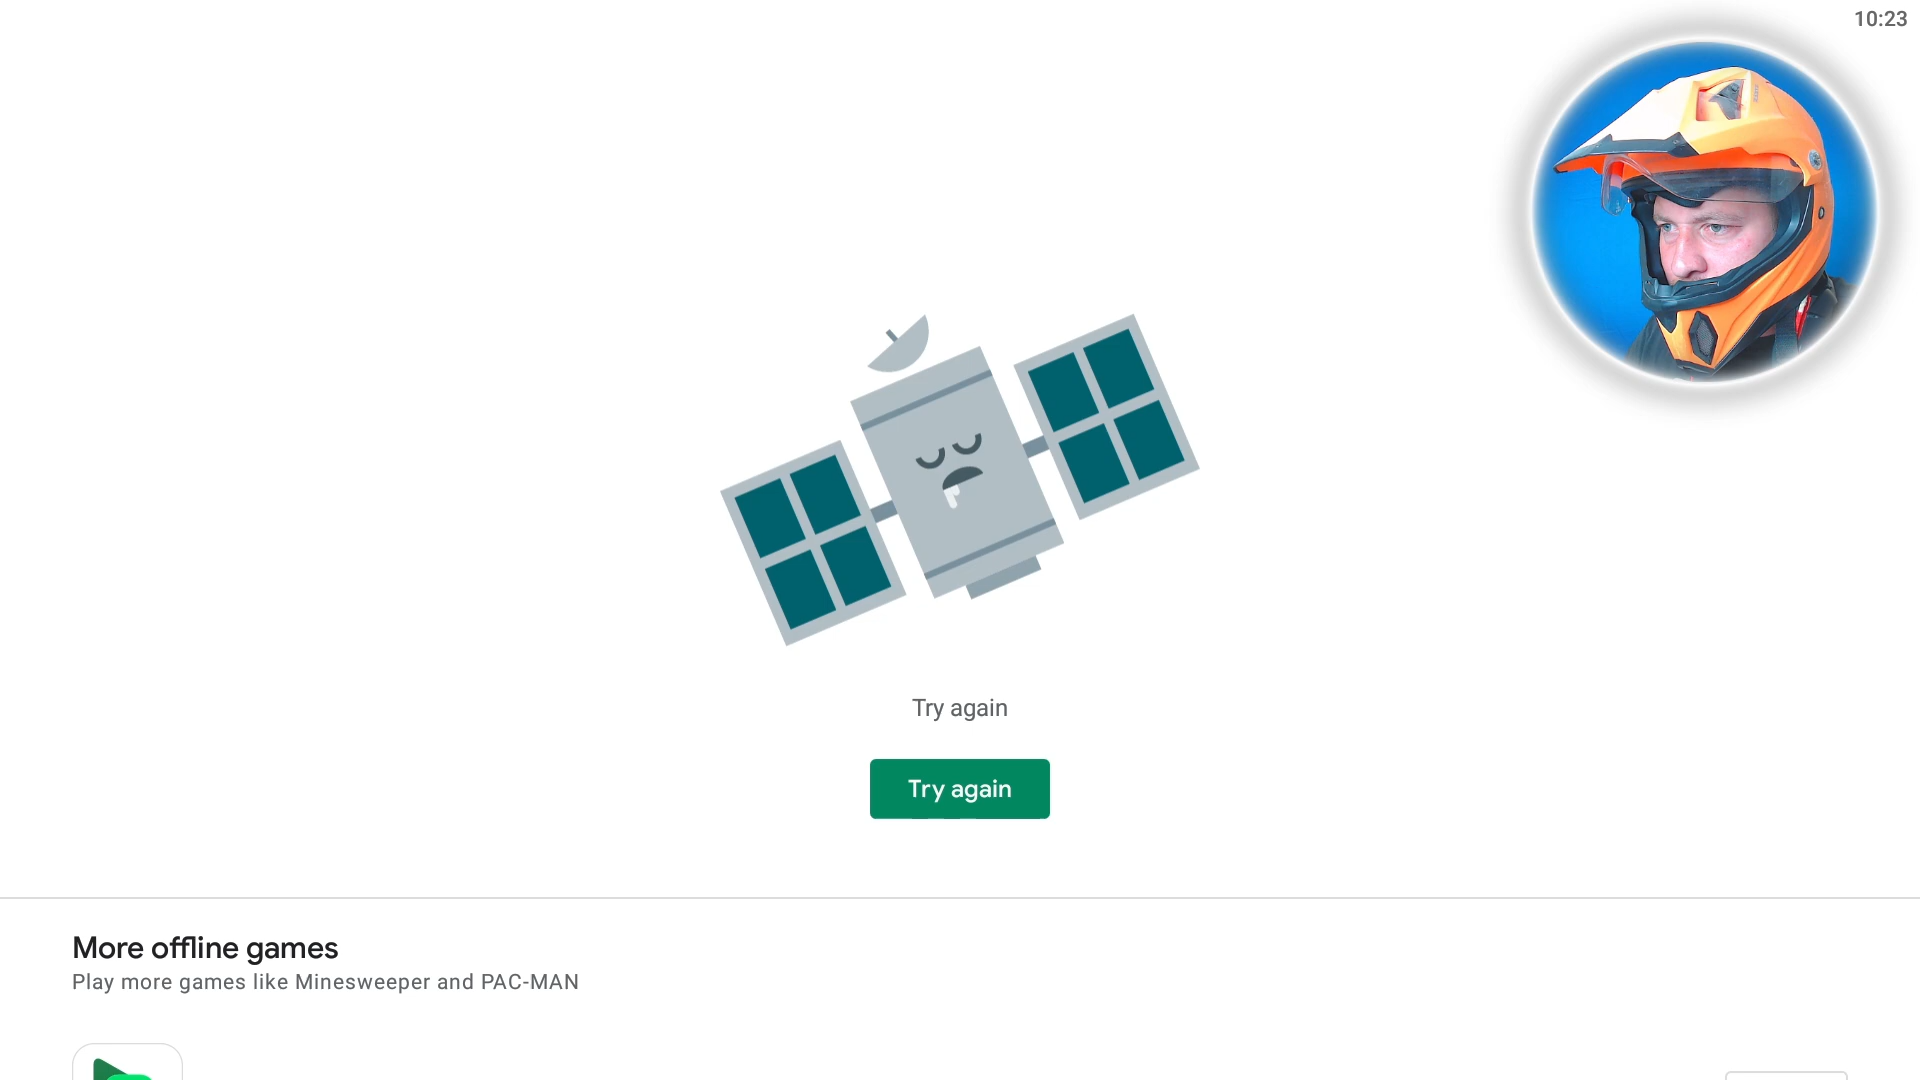 10:23
Try again
Try again
More offline games
Play more games like Minesweeper and PAC-MAN